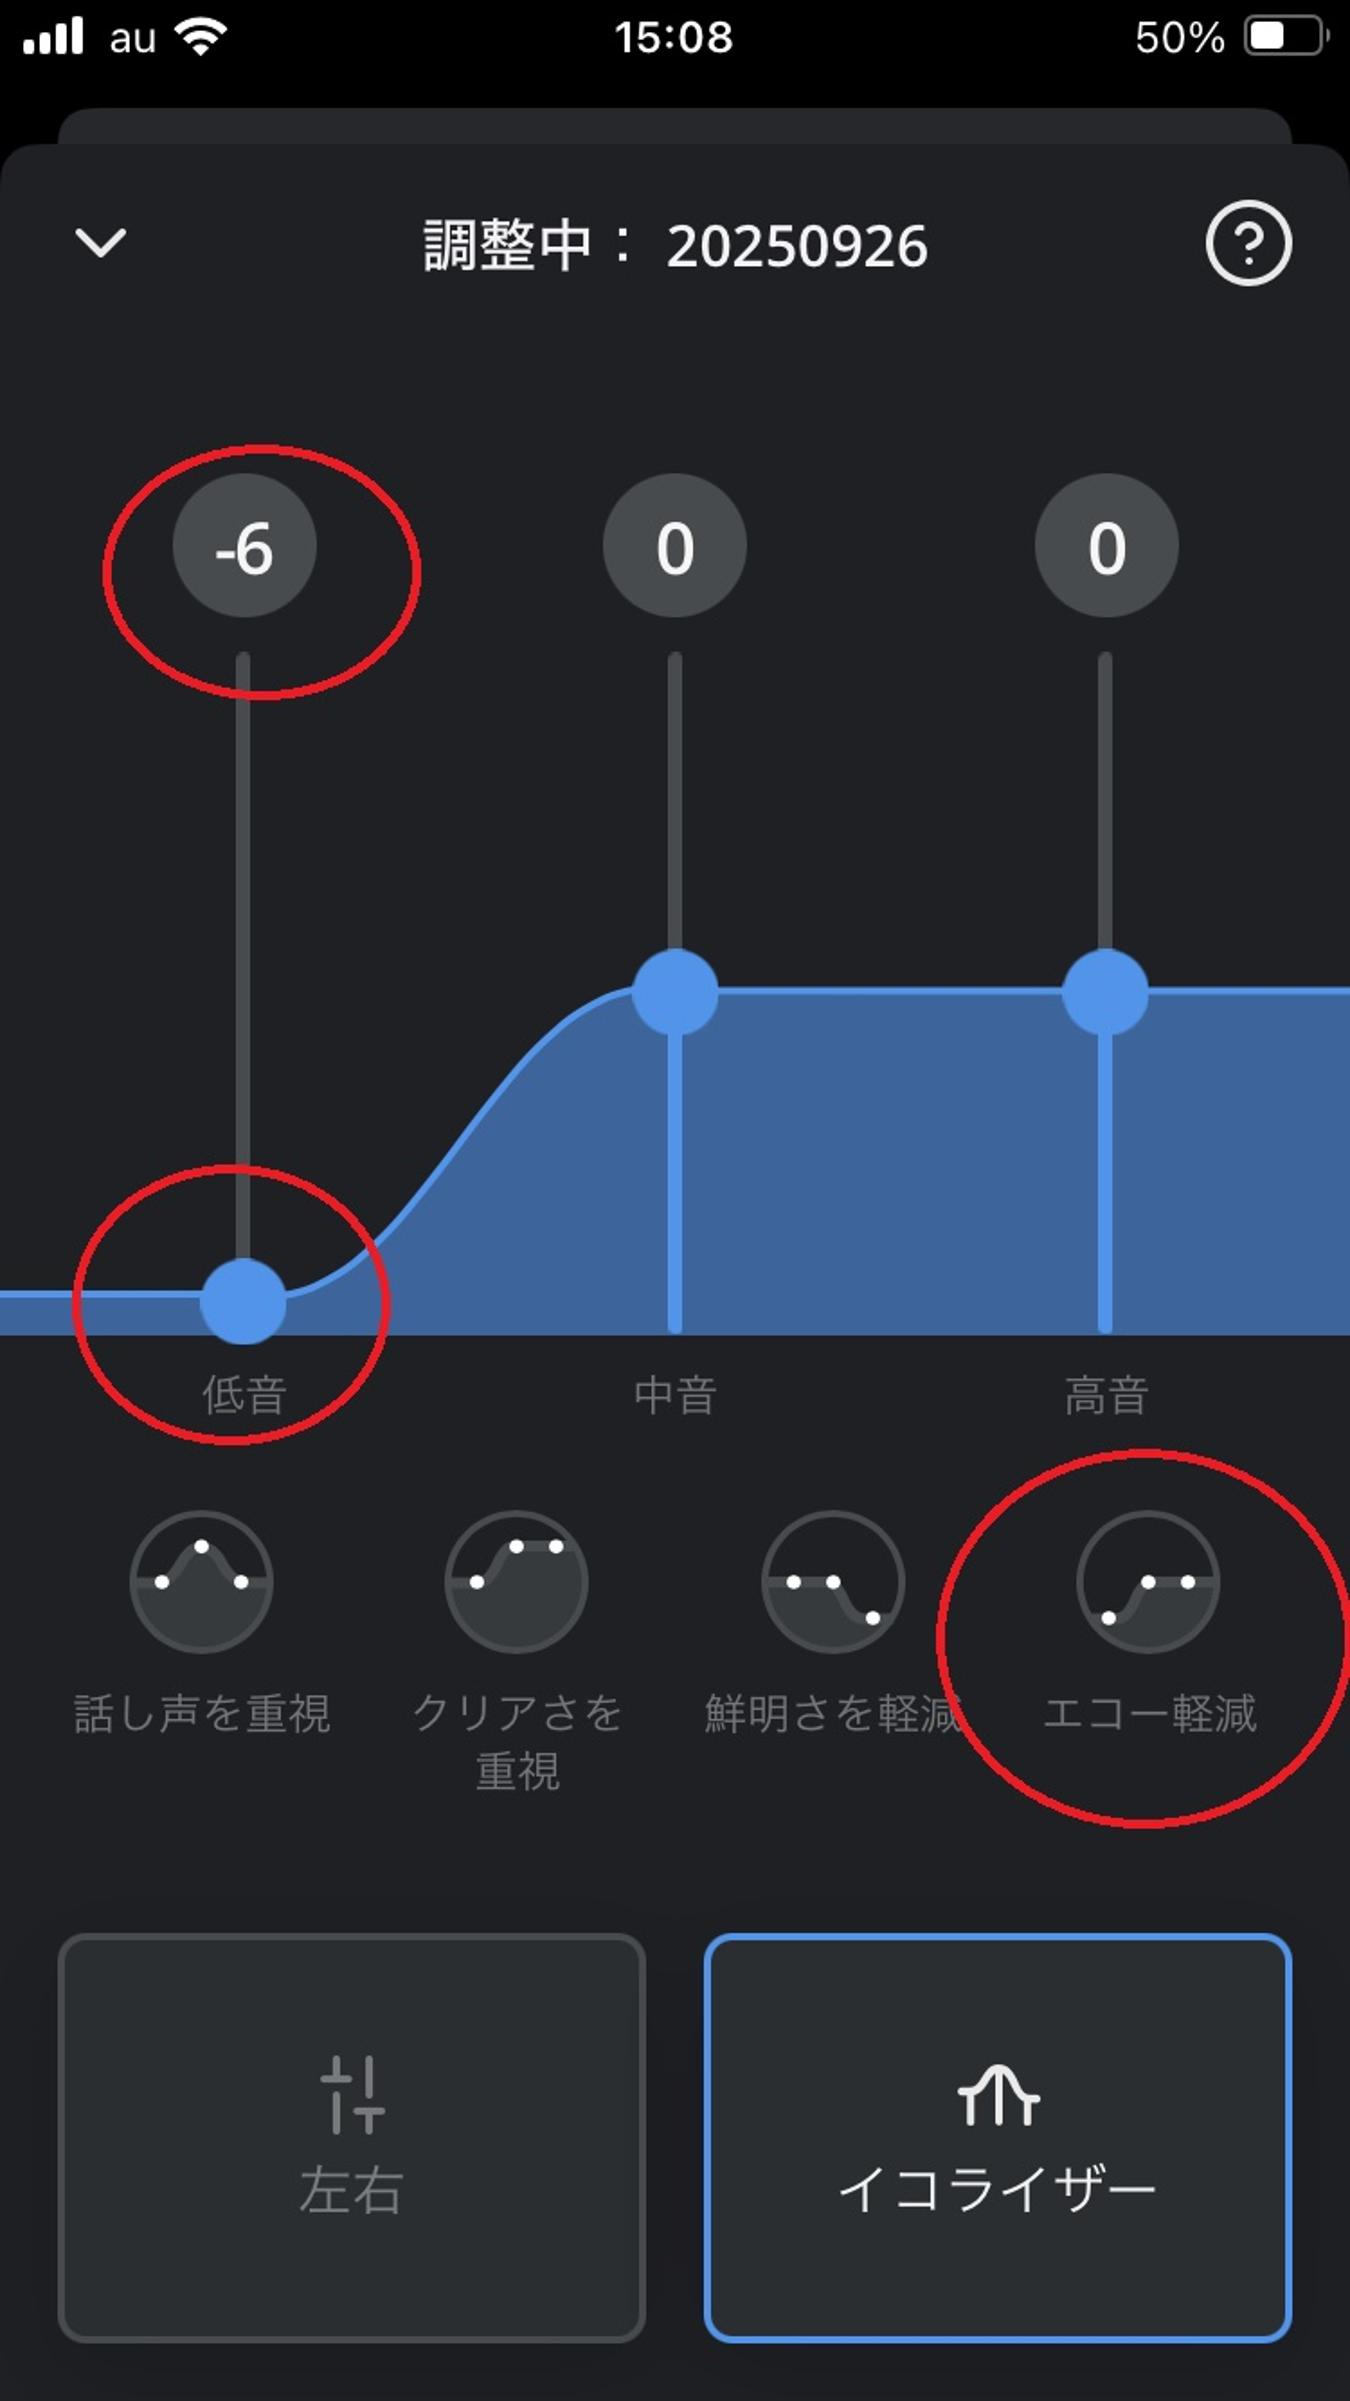 au 15:08 50%
調整中： 20250926
?
-6 0 0
低音 中音 高音
話し声を重視 クリアさを 鮮明さを軽減 エコー軽減
重視
左右 イコライザー